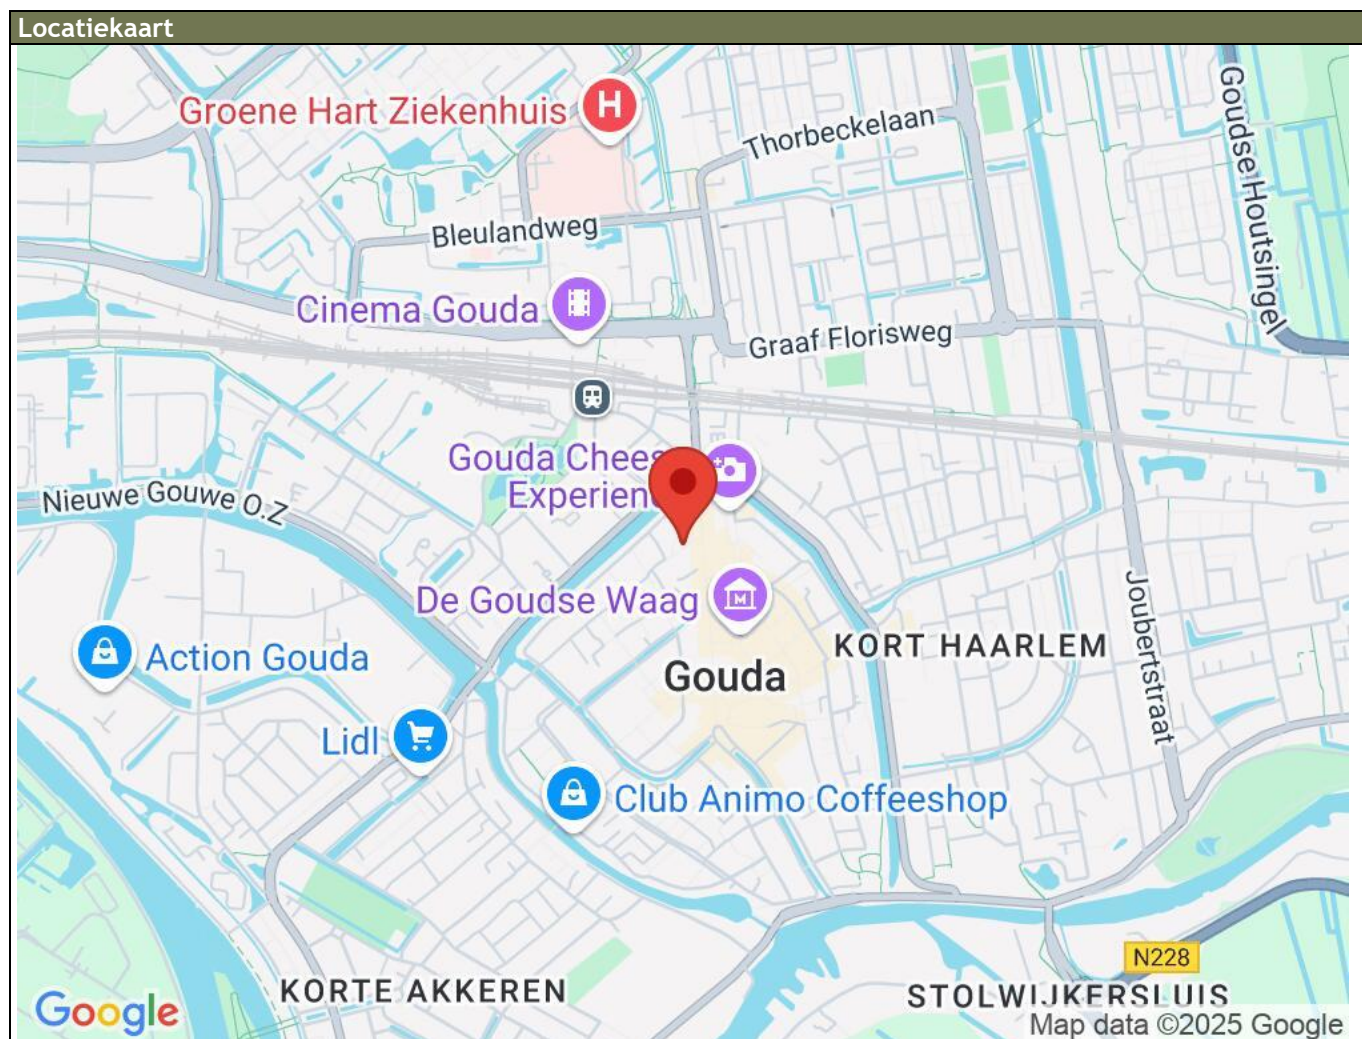 Locatiekaart
Groene Hart Ziekenhuis
H
Thorbeckelaan
Goudse Houtsingel
Bleulandweg
Cinema Gouda
Graaf Florisweg
Gouda Chees
Experien
Nieuwe Gouwe O.Z
De Goudse Waag
M
KORT HAARLEM
Joubertstraat
Action Gouda
Gouda
Lidl
Club Animo Coffeeshop
N228
KORTE AKKEREN
STOLWIJKERSLUIS
Google
Map data ©2025 Google